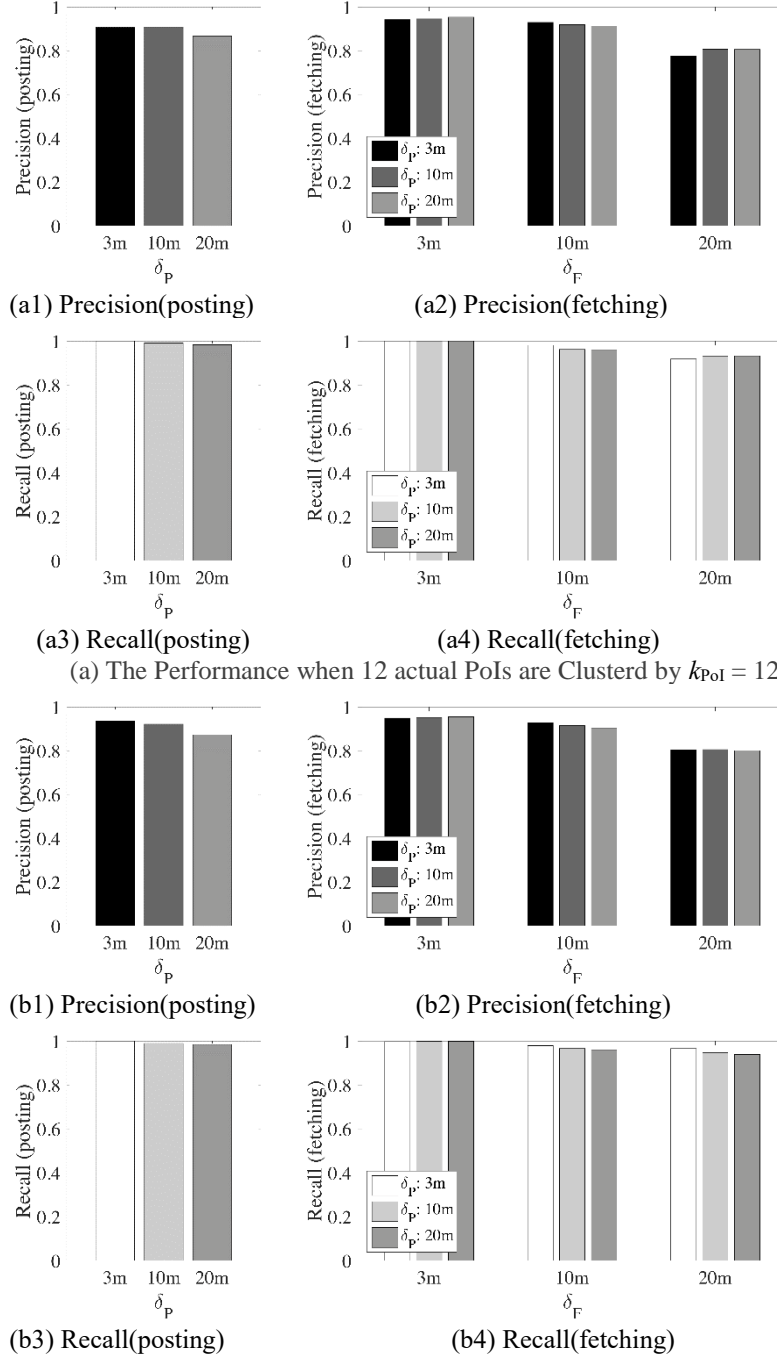 1
0.8
0.6
0.4
0.2
0
Precision (posting)
3m 10m 20m
δP
(a1) Precision(posting)
1
0.8
0.6
0.4
0.2
0
Precision (fetching)
δP: 3m
δP: 10m
δP: 20m
3m 10m 20m
δF
(a2) Precision(fetching)
1
0.8
0.6
0.4
0.2
0
Recall (posting)
3m 10m 20m
δP
(a3) Recall(posting)
1
0.8
0.6
0.4
0.2
0
Recall (fetching)
δP: 3m
δP: 10m
δP: 20m
3m 10m 20m
δF
(a4) Recall(fetching)
(a) The Performance when 12 actual PoIs are Clusterd by kPoI = 12
1
0.8
0.6
0.4
0.2
0
Precision (posting)
3m 10m 20m
δP
(b1) Precision(posting)
1
0.8
0.6
0.4
0.2
0
Precision (fetching)
δP: 3m
δP: 10m
δP: 20m
3m 10m 20m
δF
(b2) Precision(fetching)
1
0.8
0.6
0.4
0.2
0
Recall (posting)
3m 10m 20m
δP
(b3) Recall(posting)
1
0.8
0.6
0.4
0.2
0
Recall (fetching)
δP: 3m
δP: 10m
δP: 20m
3m 10m 20m
δF
(b4) Recall(fetching)